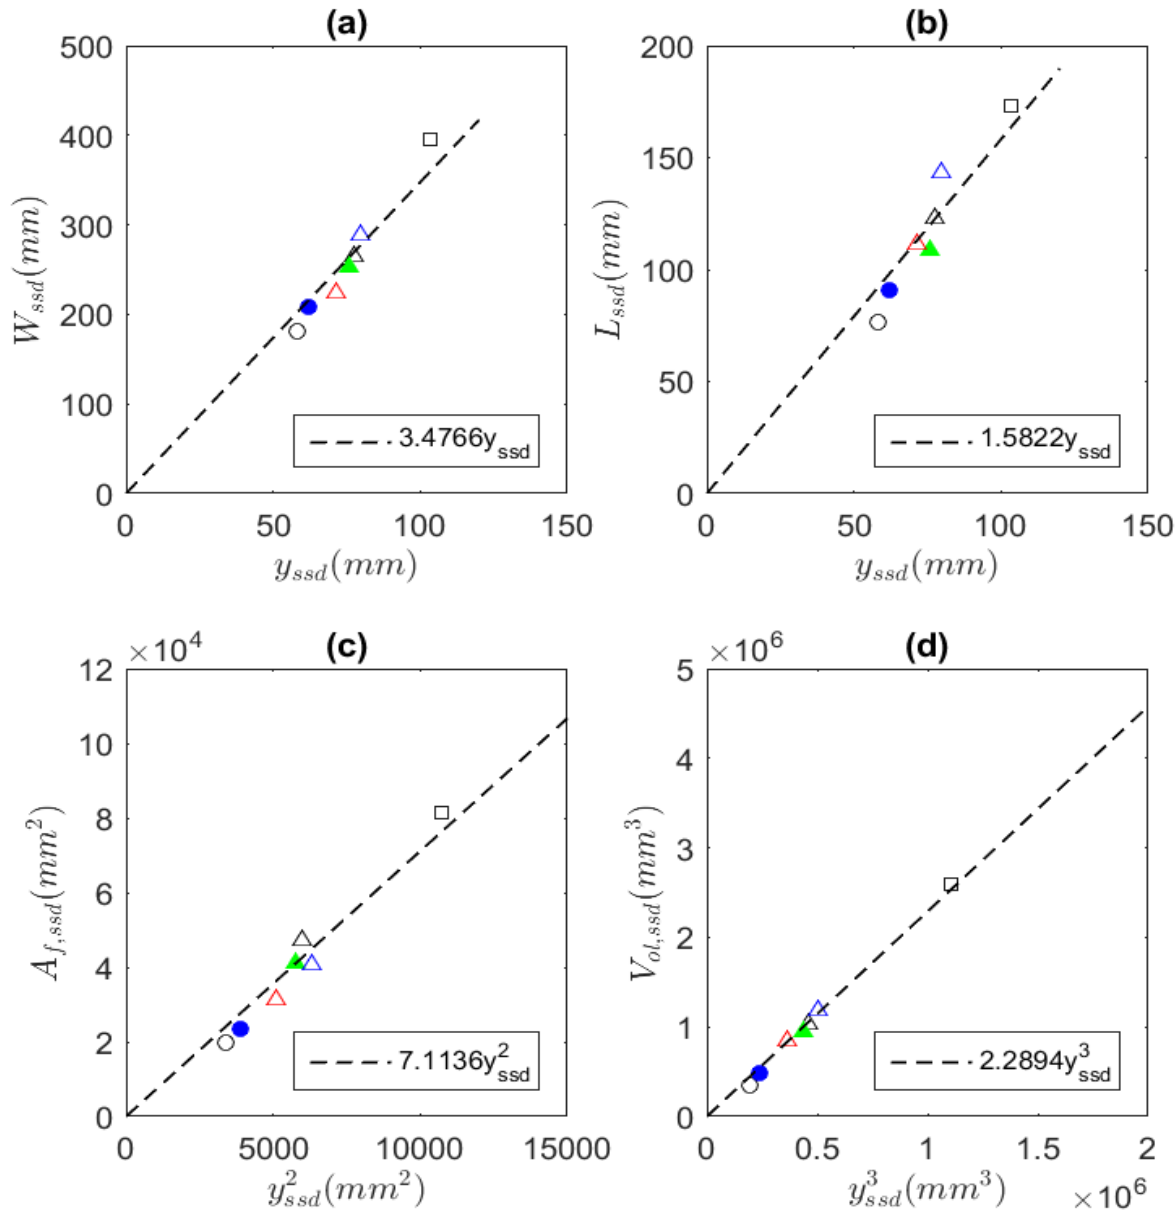 (a)
500
400
300
200
100
0
W_ssd(mm)
3.4766y_ssd
0 50 100 150
y_ssd(mm)
(b)
200
150
100
50
0
L_ssd(mm)
1.5822y_ssd
0 50 100 150
y_ssd(mm)
(c)
×10^4
12
10
8
6
4
2
0
A_f,ssd(mm^2)
7.1136y^2_ssd
0 5000 10000 15000
y^2_ssd(mm^2)
(d)
×10^6
5
4
3
2
1
0
V_ol,ssd(mm^3)
2.2894y^3_ssd
0 0.5 1 1.5 2
y^3_ssd(mm^3)
×10^6